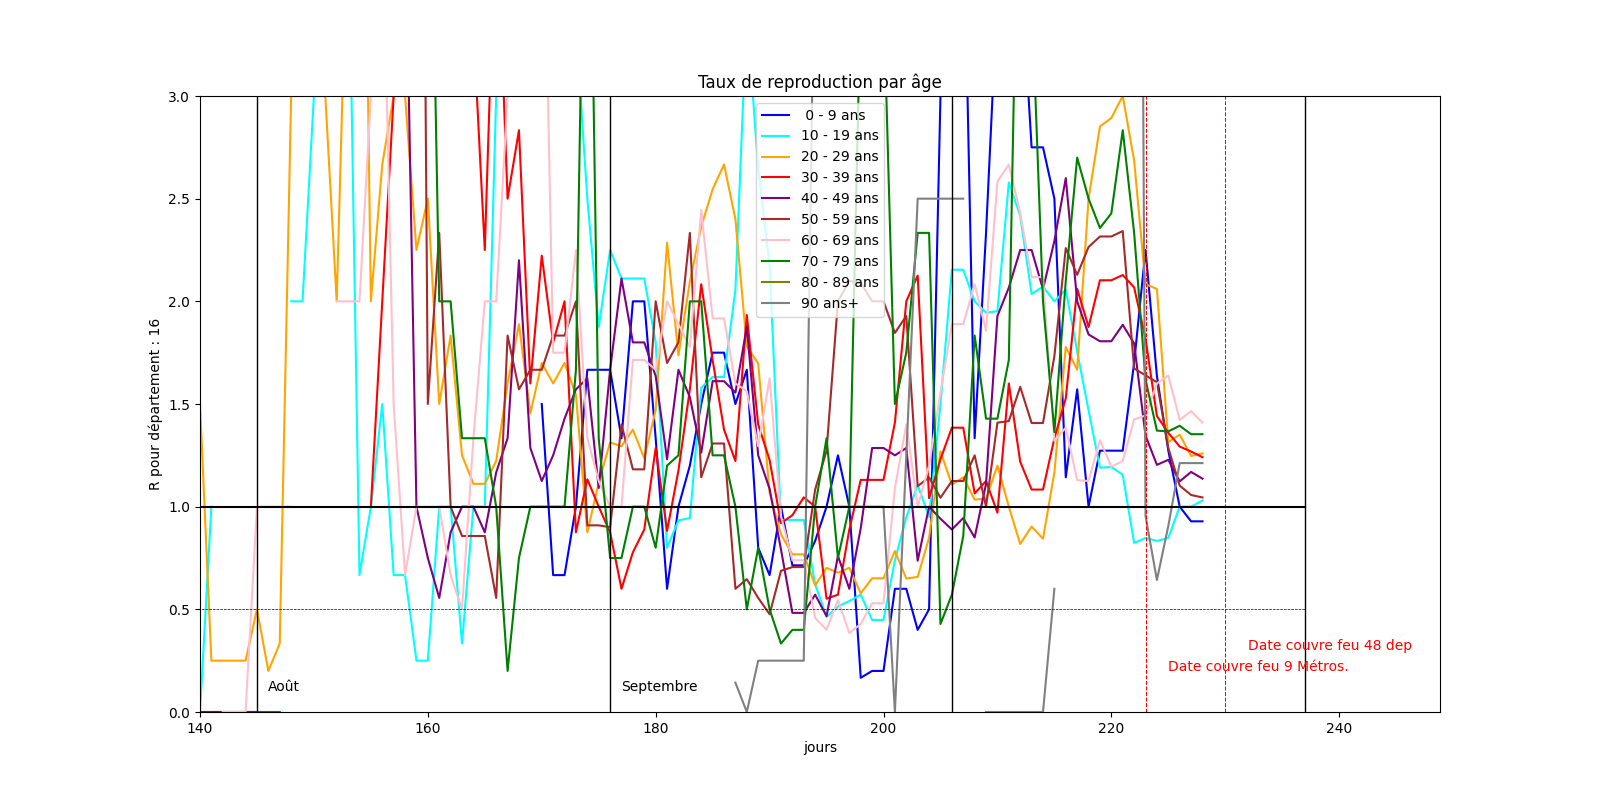 Taux de reproduction par âge
R pour département : 16
3.0
2.5
2.0
1.5
1.0
0.5
0.0
0 - 9 ans
10 - 19 ans
20 - 29 ans
30 - 39 ans
40 - 49 ans
50 - 59 ans
60 - 69 ans
70 - 79 ans
80 - 89 ans
90 ans+
Date couvre feu 48 dep
Date couvre feu 9 Métros.
Août
Septembre
140
160
180
200
220
240
jours